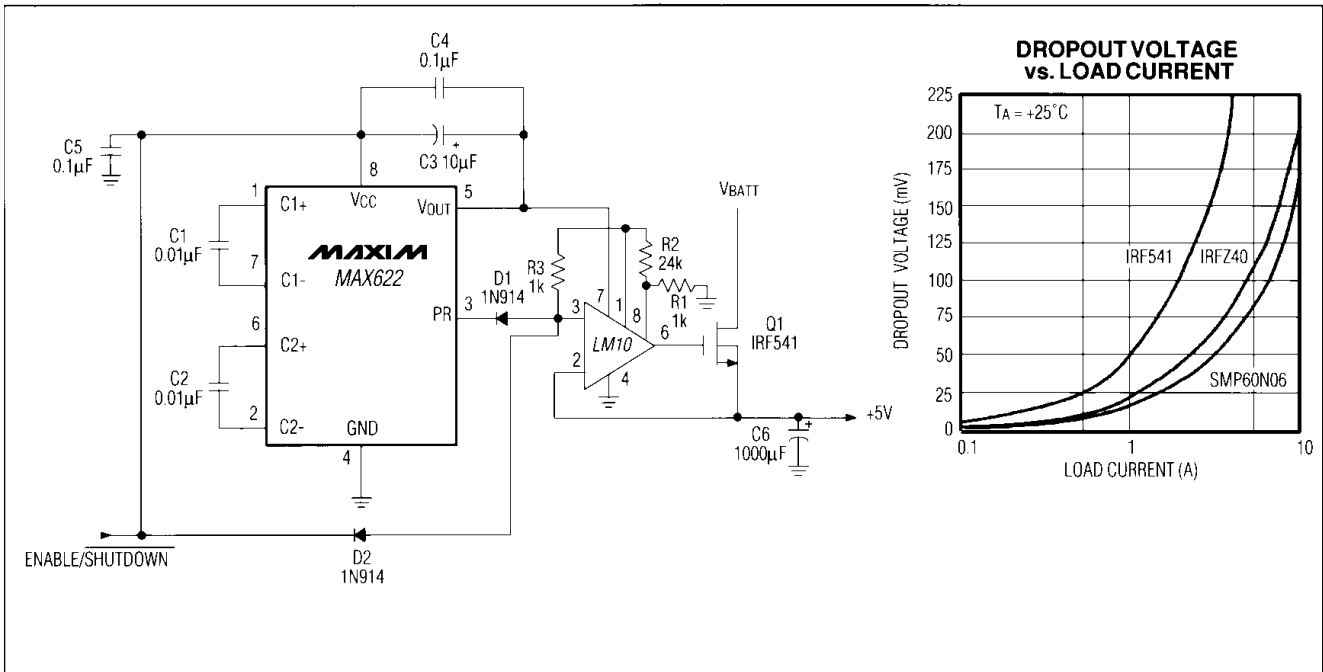 C4
0.1µF
C5
0.1µF
C3 10µF
+
8
VCC
1
C1+
5
VOUT
C1
0.01µF
7
C1-
MAXIM
MAX622
6
C2+
C2
0.01µF
2
C2-
PR
3
GND
4
D1
1N914
R3
1k
R2
24k
R1
1k
7
1
8
3
2
6
4
LM10
VBATT
Q1
IRF541
+5V
C6
1000µF
+
ENABLE/SHUTDOWN
D2
1N914
DROPOUT VOLTAGE
vs. LOAD CURRENT
TA = +25°C
225
200
175
150
125
100
75
50
25
0
DROPOUT VOLTAGE (mV)
IRF541
IRFZ40
SMP60N06
0.1
1
10
LOAD CURRENT (A)